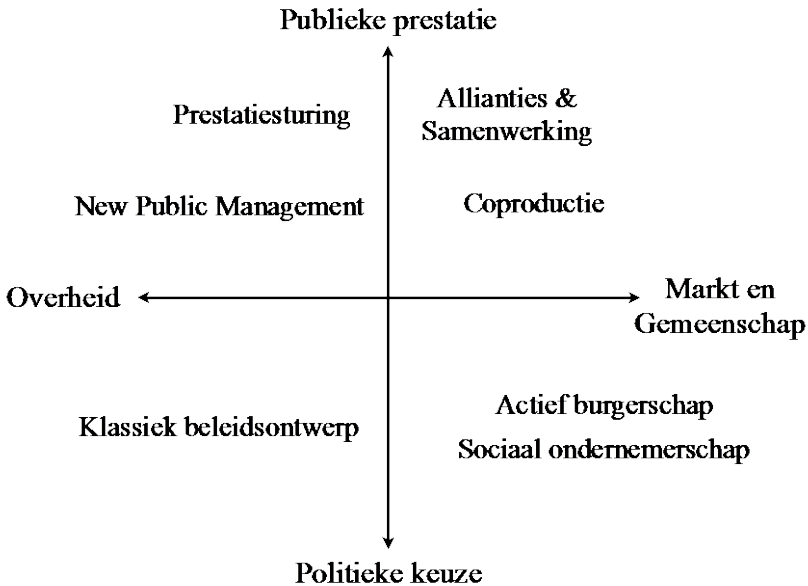 Publieke prestatie
Prestatiesturing
Allianties &
Samenwerking
New Public Management
Coproductie
Overheid
Markt en
Gemeenschap
Klassiek beleidsontwerp
Actief burgerschap
Sociaal ondernemerschap
Politieke keuze